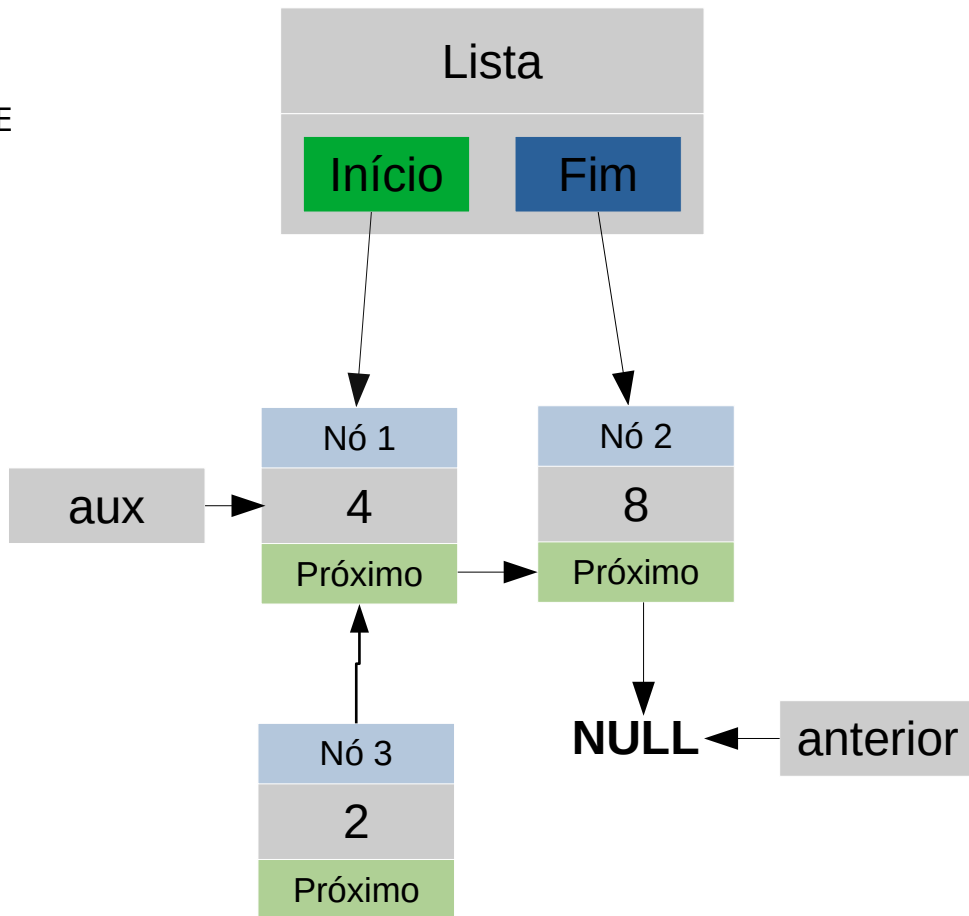 Lista
E
Início Fim
Nó 1 Nó 2
aux 4 8
Próximo Próximo
NULL anterior
Nó 3
2
Próximo